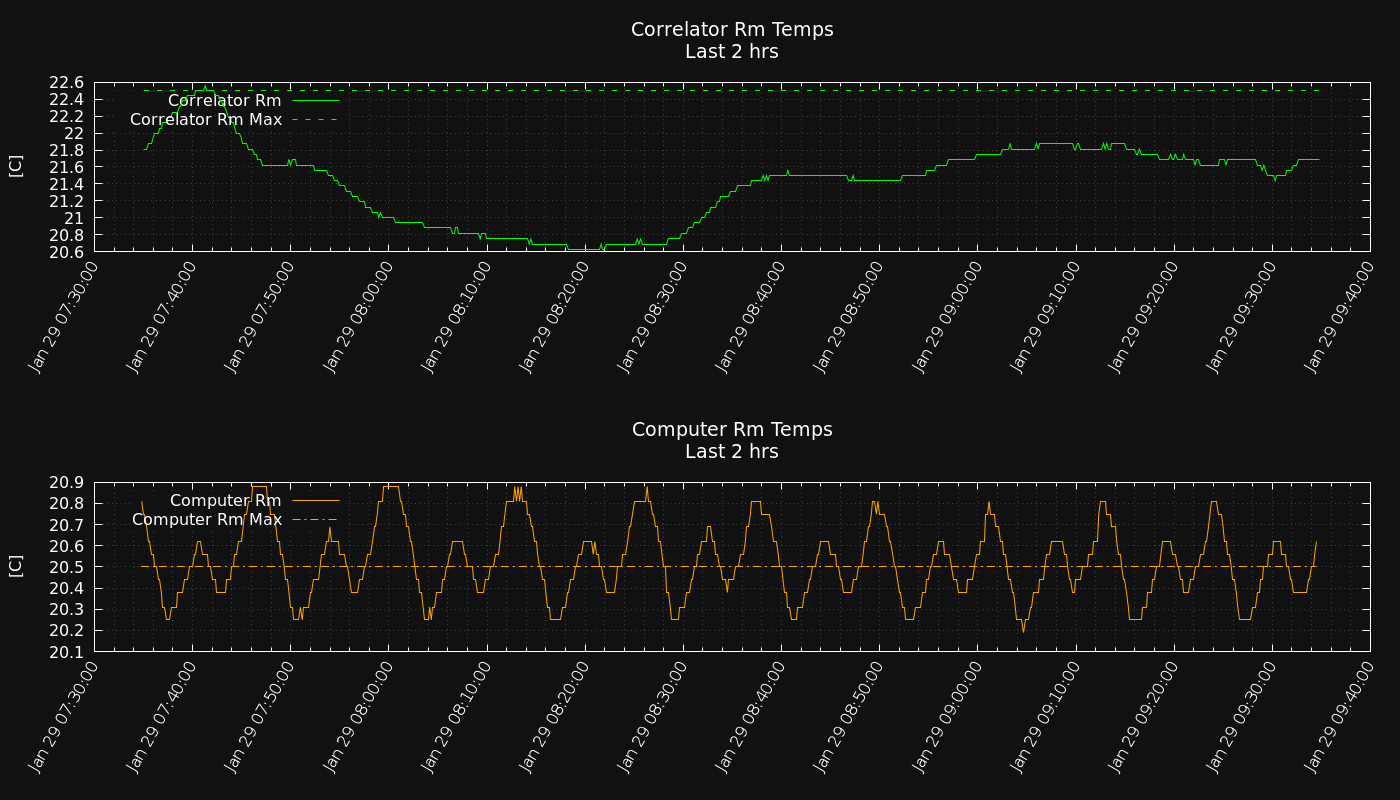 Correlator Rm Temps
Last 2 hrs
[C]
22.6
22.4
22.2
22
21.8
21.6
21.4
21.2
21
20.8
20.6
Correlator Rm
Correlator Rm Max
Jan 29 07:30:00
Jan 29 07:40:00
Jan 29 07:50:00
Jan 29 08:00:00
Jan 29 08:10:00
Jan 29 08:20:00
Jan 29 08:30:00
Jan 29 08:40:00
Jan 29 08:50:00
Jan 29 09:00:00
Jan 29 09:10:00
Jan 29 09:20:00
Jan 29 09:30:00
Jan 29 09:40:00
Computer Rm Temps
Last 2 hrs
[C]
20.9
20.8
20.7
20.6
20.5
20.4
20.3
20.2
20.1
Computer Rm
Computer Rm Max
Jan 29 07:30:00
Jan 29 07:40:00
Jan 29 07:50:00
Jan 29 08:00:00
Jan 29 08:10:00
Jan 29 08:20:00
Jan 29 08:30:00
Jan 29 08:40:00
Jan 29 08:50:00
Jan 29 09:00:00
Jan 29 09:10:00
Jan 29 09:20:00
Jan 29 09:30:00
Jan 29 09:40:00